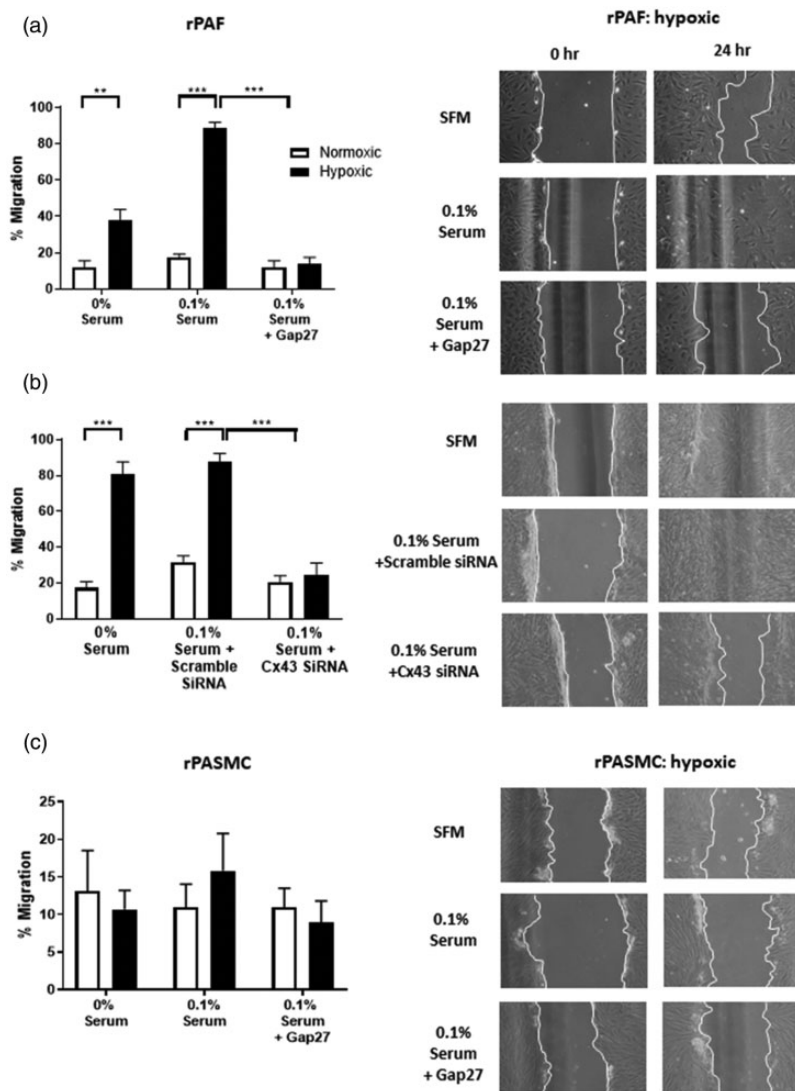 (a)
rPAF
** *** ***
100
80
60
40
20
0
% Migration
Normoxic
Hypoxic
0%
Serum
0.1%
Serum
0.1%
Serum
+ Gap27
rPAF: hypoxic
0 hr 24 hr
SFM
0.1%
Serum
0.1%
Serum
+ Gap27
(b)
*** *** ***
80
60
40
20
0
% Migration
0%
Serum
0.1%
Serum +
Scramble
SiRNA
0.1%
Serum +
Cx43 SiRNA
SFM
0.1% Serum
+Scramble siRNA
0.1% Serum
+Cx43 siRNA
(c)
rPASMC
25
20
15
10
5
0
% Migration
0%
Serum
0.1%
Serum
0.1%
Serum
+ Gap27
rPASMC: hypoxic
SFM
0.1%
Serum
0.1%
Serum
+ Gap27